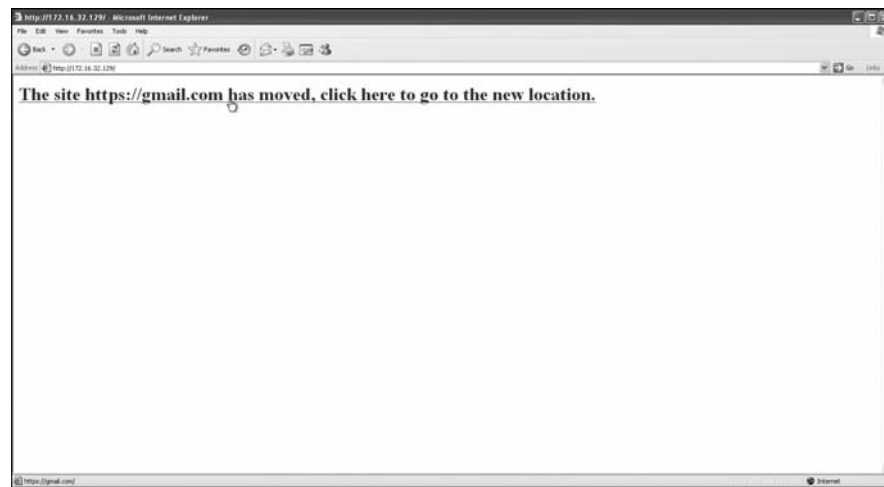 http://172.16.32.129/ - Microsoft Internet Explorer
File Edit View Favorites Tools Help
Back Search Favorites
Address http://172.16.32.129/ Go Links
The site https://gmail.com has moved, click here to go to the new location.
https://gmail.com/ Internet